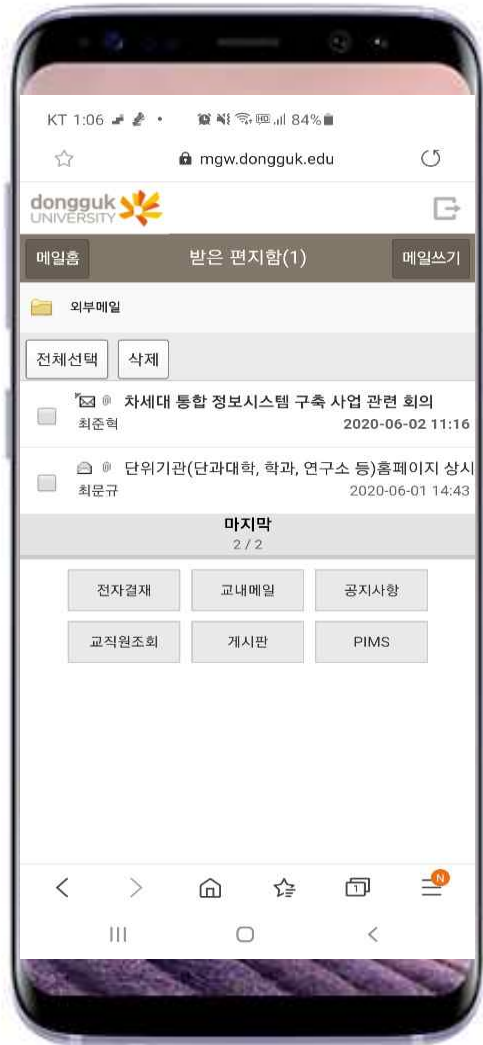 KT 1:06 84%
mgw.dongguk.edu
dongguk
UNIVERSITY
메일홈 받은 편지함(1) 메일쓰기
외부메일
전체선택 삭제
차세대 통합 정보시스템 구축 사업 관련 회의
최준혁 2020-06-02 11:16
단위기관(단과대학, 학과, 연구소 등)홈페이지 상시
최문규 2020-06-01 14:43
마지막
2 / 2
전자결재 교내메일 공지사항
교직원조회 게시판 PIMS
1 N